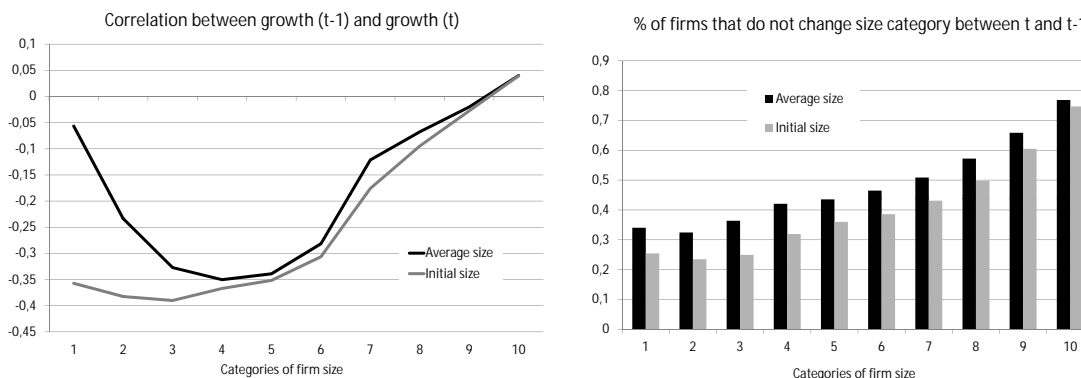 Correlation between growth (t-1) and growth (t)
0,1
0,05
0
-0,05
-0,1
-0,15
-0,2
-0,25
-0,3
-0,35
-0,4
-0,45
Average size
Initial size
1 2 3 4 5 6 7 8 9 10
Categories of firm size
% of firms that do not change size category between t and t-1
0,9
0,8
0,7
0,6
0,5
0,4
0,3
0,2
0,1
0
Average size
Initial size
1 2 3 4 5 6 7 8 9 10
Categories of firm size